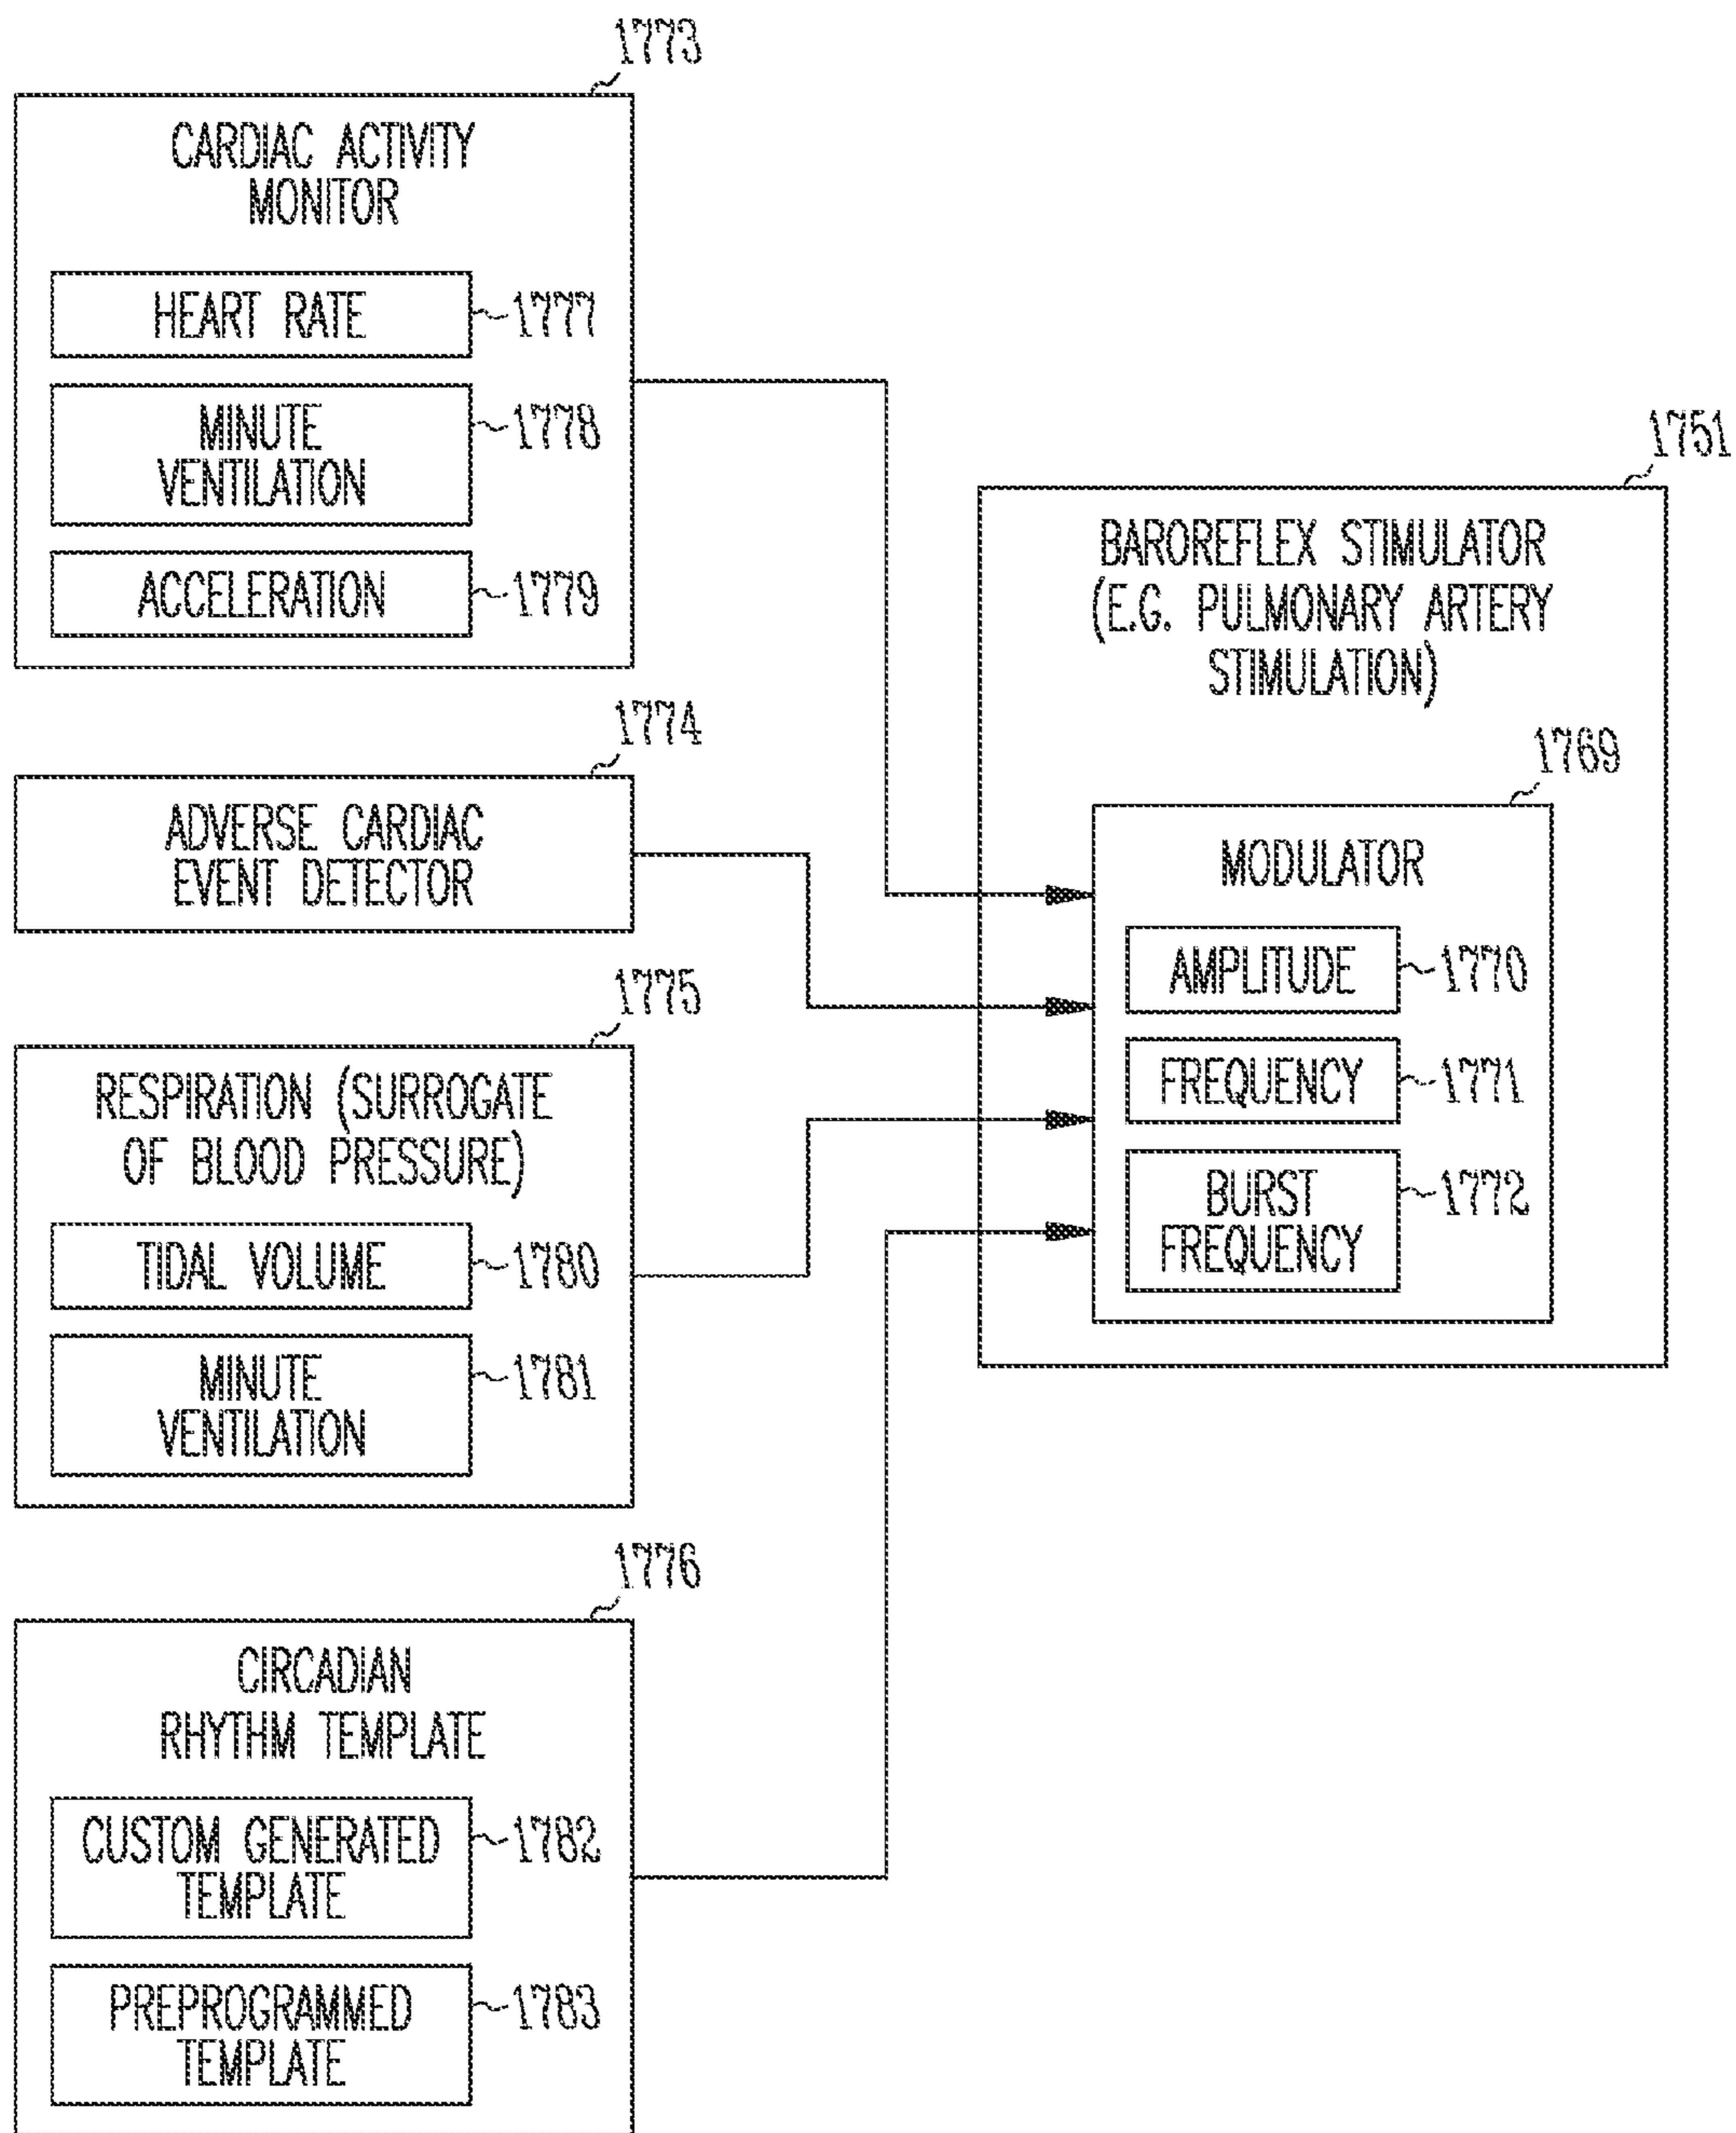 1773
CARDIAC ACTIVITY
MONITOR
HEART RATE
1777
MINUTE
VENTILATION
1778
ACCELERATION
1779
1774
ADVERSE CARDIAC
EVENT DETECTOR
1775
RESPIRATION (SURROGATE
OF BLOOD PRESSURE)
TIDAL VOLUME
1780
MINUTE
VENTILATION
1781
1776
CIRCADIAN
RHYTHM TEMPLATE
CUSTOM GENERATED
TEMPLATE
1782
PREPROGRAMMED
TEMPLATE
1783
1751
BAROREFLEX STIMULATOR
(E.G. PULMONARY ARTERY
STIMULATION)
1769
MODULATOR
AMPLITUDE
1770
FREQUENCY
1771
BURST
FREQUENCY
1772